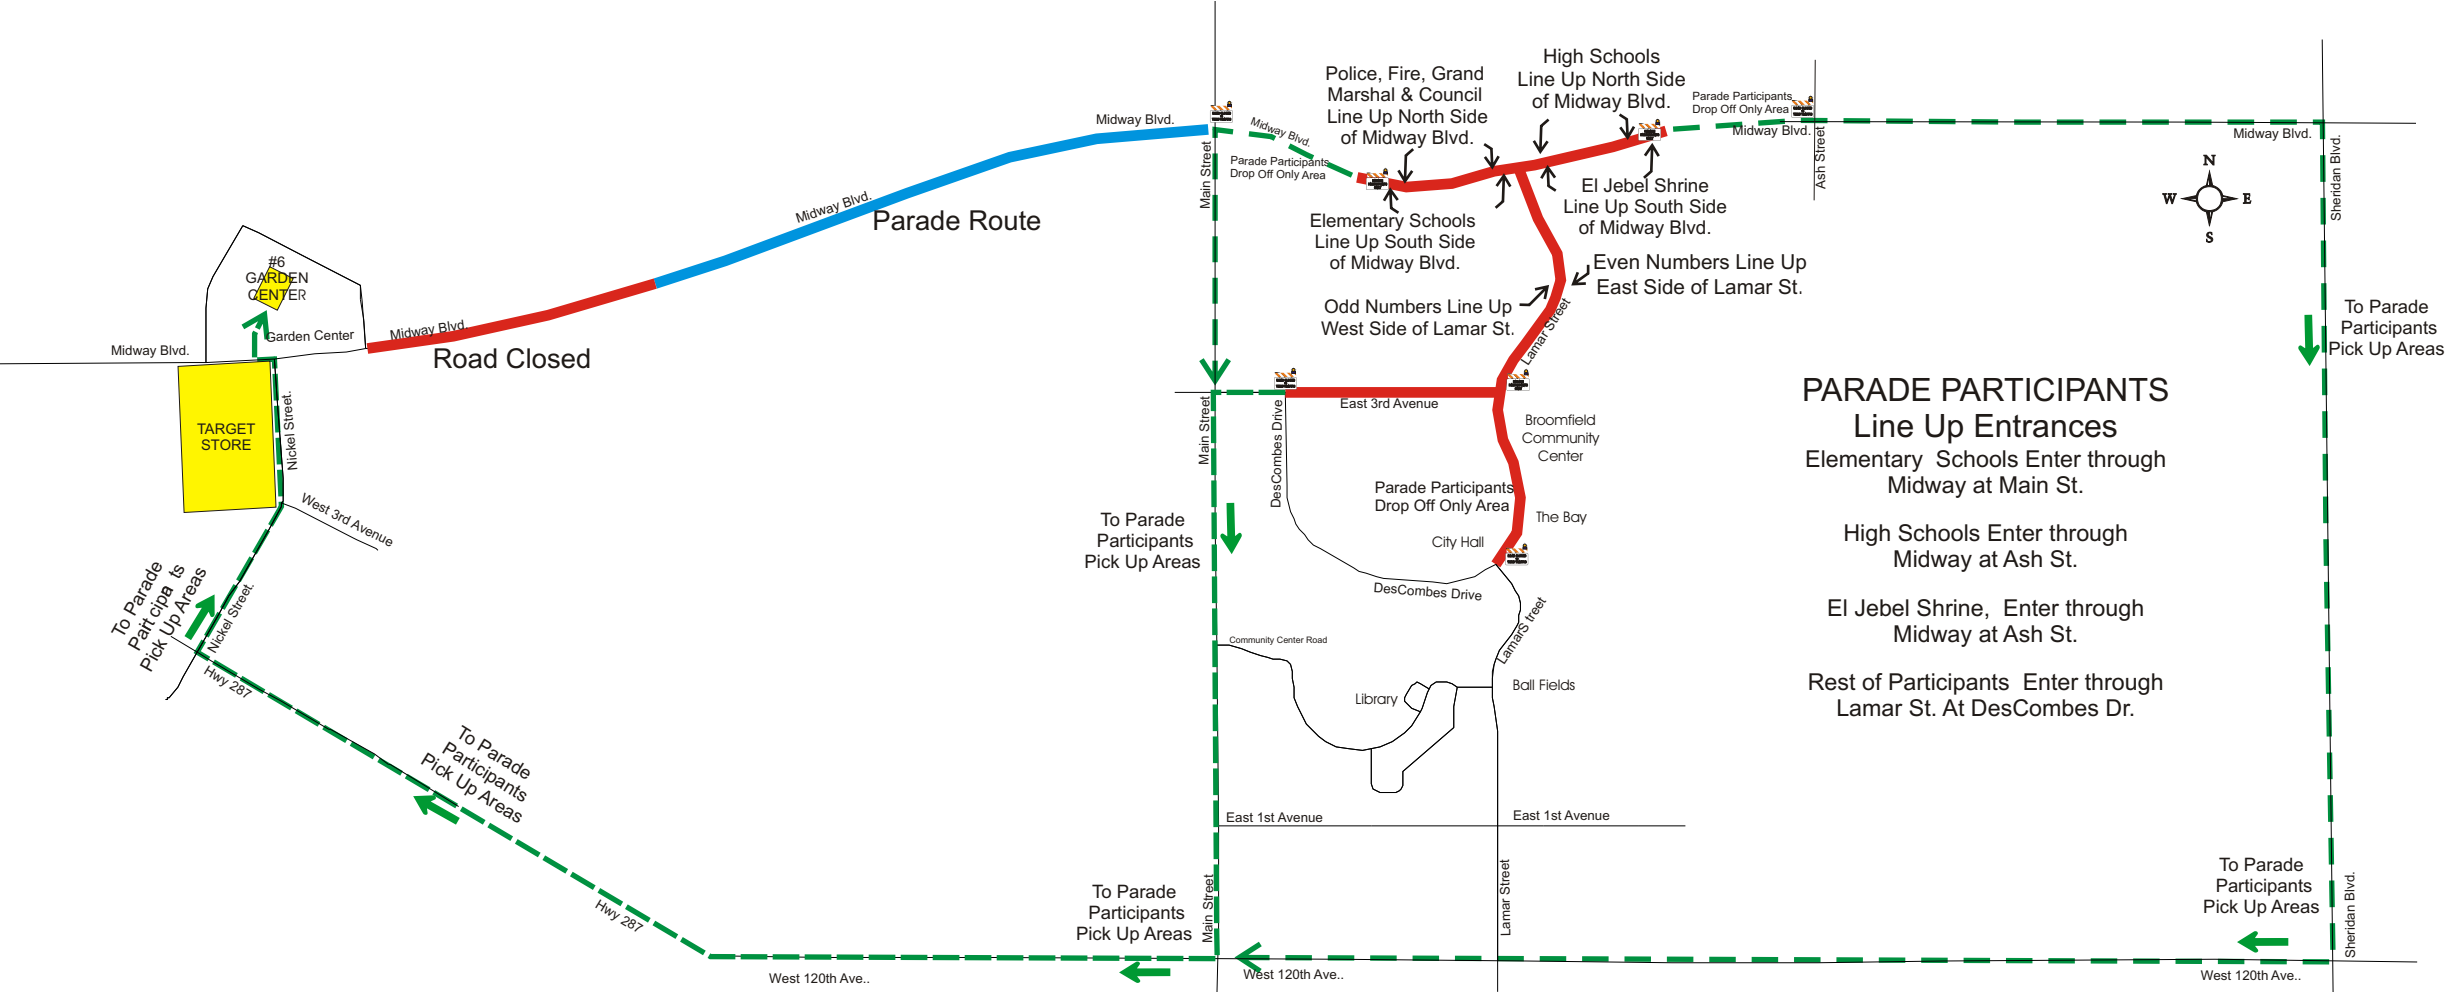 High Schools
Line Up North Side
of Midway Blvd.
Police, Fire, Grand
Marshal & Council
Line Up North Side
of Midway Blvd.
Parade Participants
Drop Off Only Area
Midway Blvd.
Midway Blvd.
Midway Blvd.
Midway Blvd.
Parade Participants
Drop Off Only Area
Main Street
Ash Street
Sheridan Blvd.
N
W E
S
El Jebel Shrine
Line Up South Side
of Midway Blvd.
Elementary Schools
Line Up South Side
of Midway Blvd.
Midway Blvd.
Parade Route
#6
GARDEN
CENTER
Garden Center
Midway Blvd.
Road Closed
Midway Blvd.
Even Numbers Line Up
East Side of Lamar St.
Odd Numbers Line Up
West Side of Lamar St.
Lamar Street
To Parade
Participants
Pick Up Areas
TARGET
STORE
Nickel Street.
West 3rd Avenue
East 3rd Avenue
Main Street
DesCombes Drive
Broomfield
Community
Center
Parade Participants
Drop Off Only Area
The Bay
City Hall
DesCombes Drive
PARADE PARTICIPANTS
Line Up Entrances
Elementary Schools Enter through
Midway at Main St.
High Schools Enter through
Midway at Ash St.
El Jebel Shrine, Enter through
Midway at Ash St.
Rest of Participants Enter through
Lamar St. At DesCombes Dr.
To Parade
Participants
Pick Up Areas
To Parade
Part cipa ts
Pick Up Areas
Nickel Street.
Hwy 287
Community Center Road
LamarS treet
Library
Ball Fields
To Parade
Participants
Pick Up Areas
East 1st Avenue
East 1st Avenue
Hwy 287
To Parade
Participants
Pick Up Areas
Main Street
Lamar Street
To Parade
Participants
Pick Up Areas
Sheridan Blvd.
West 120th Ave..
West 120th Ave..
West 120th Ave..